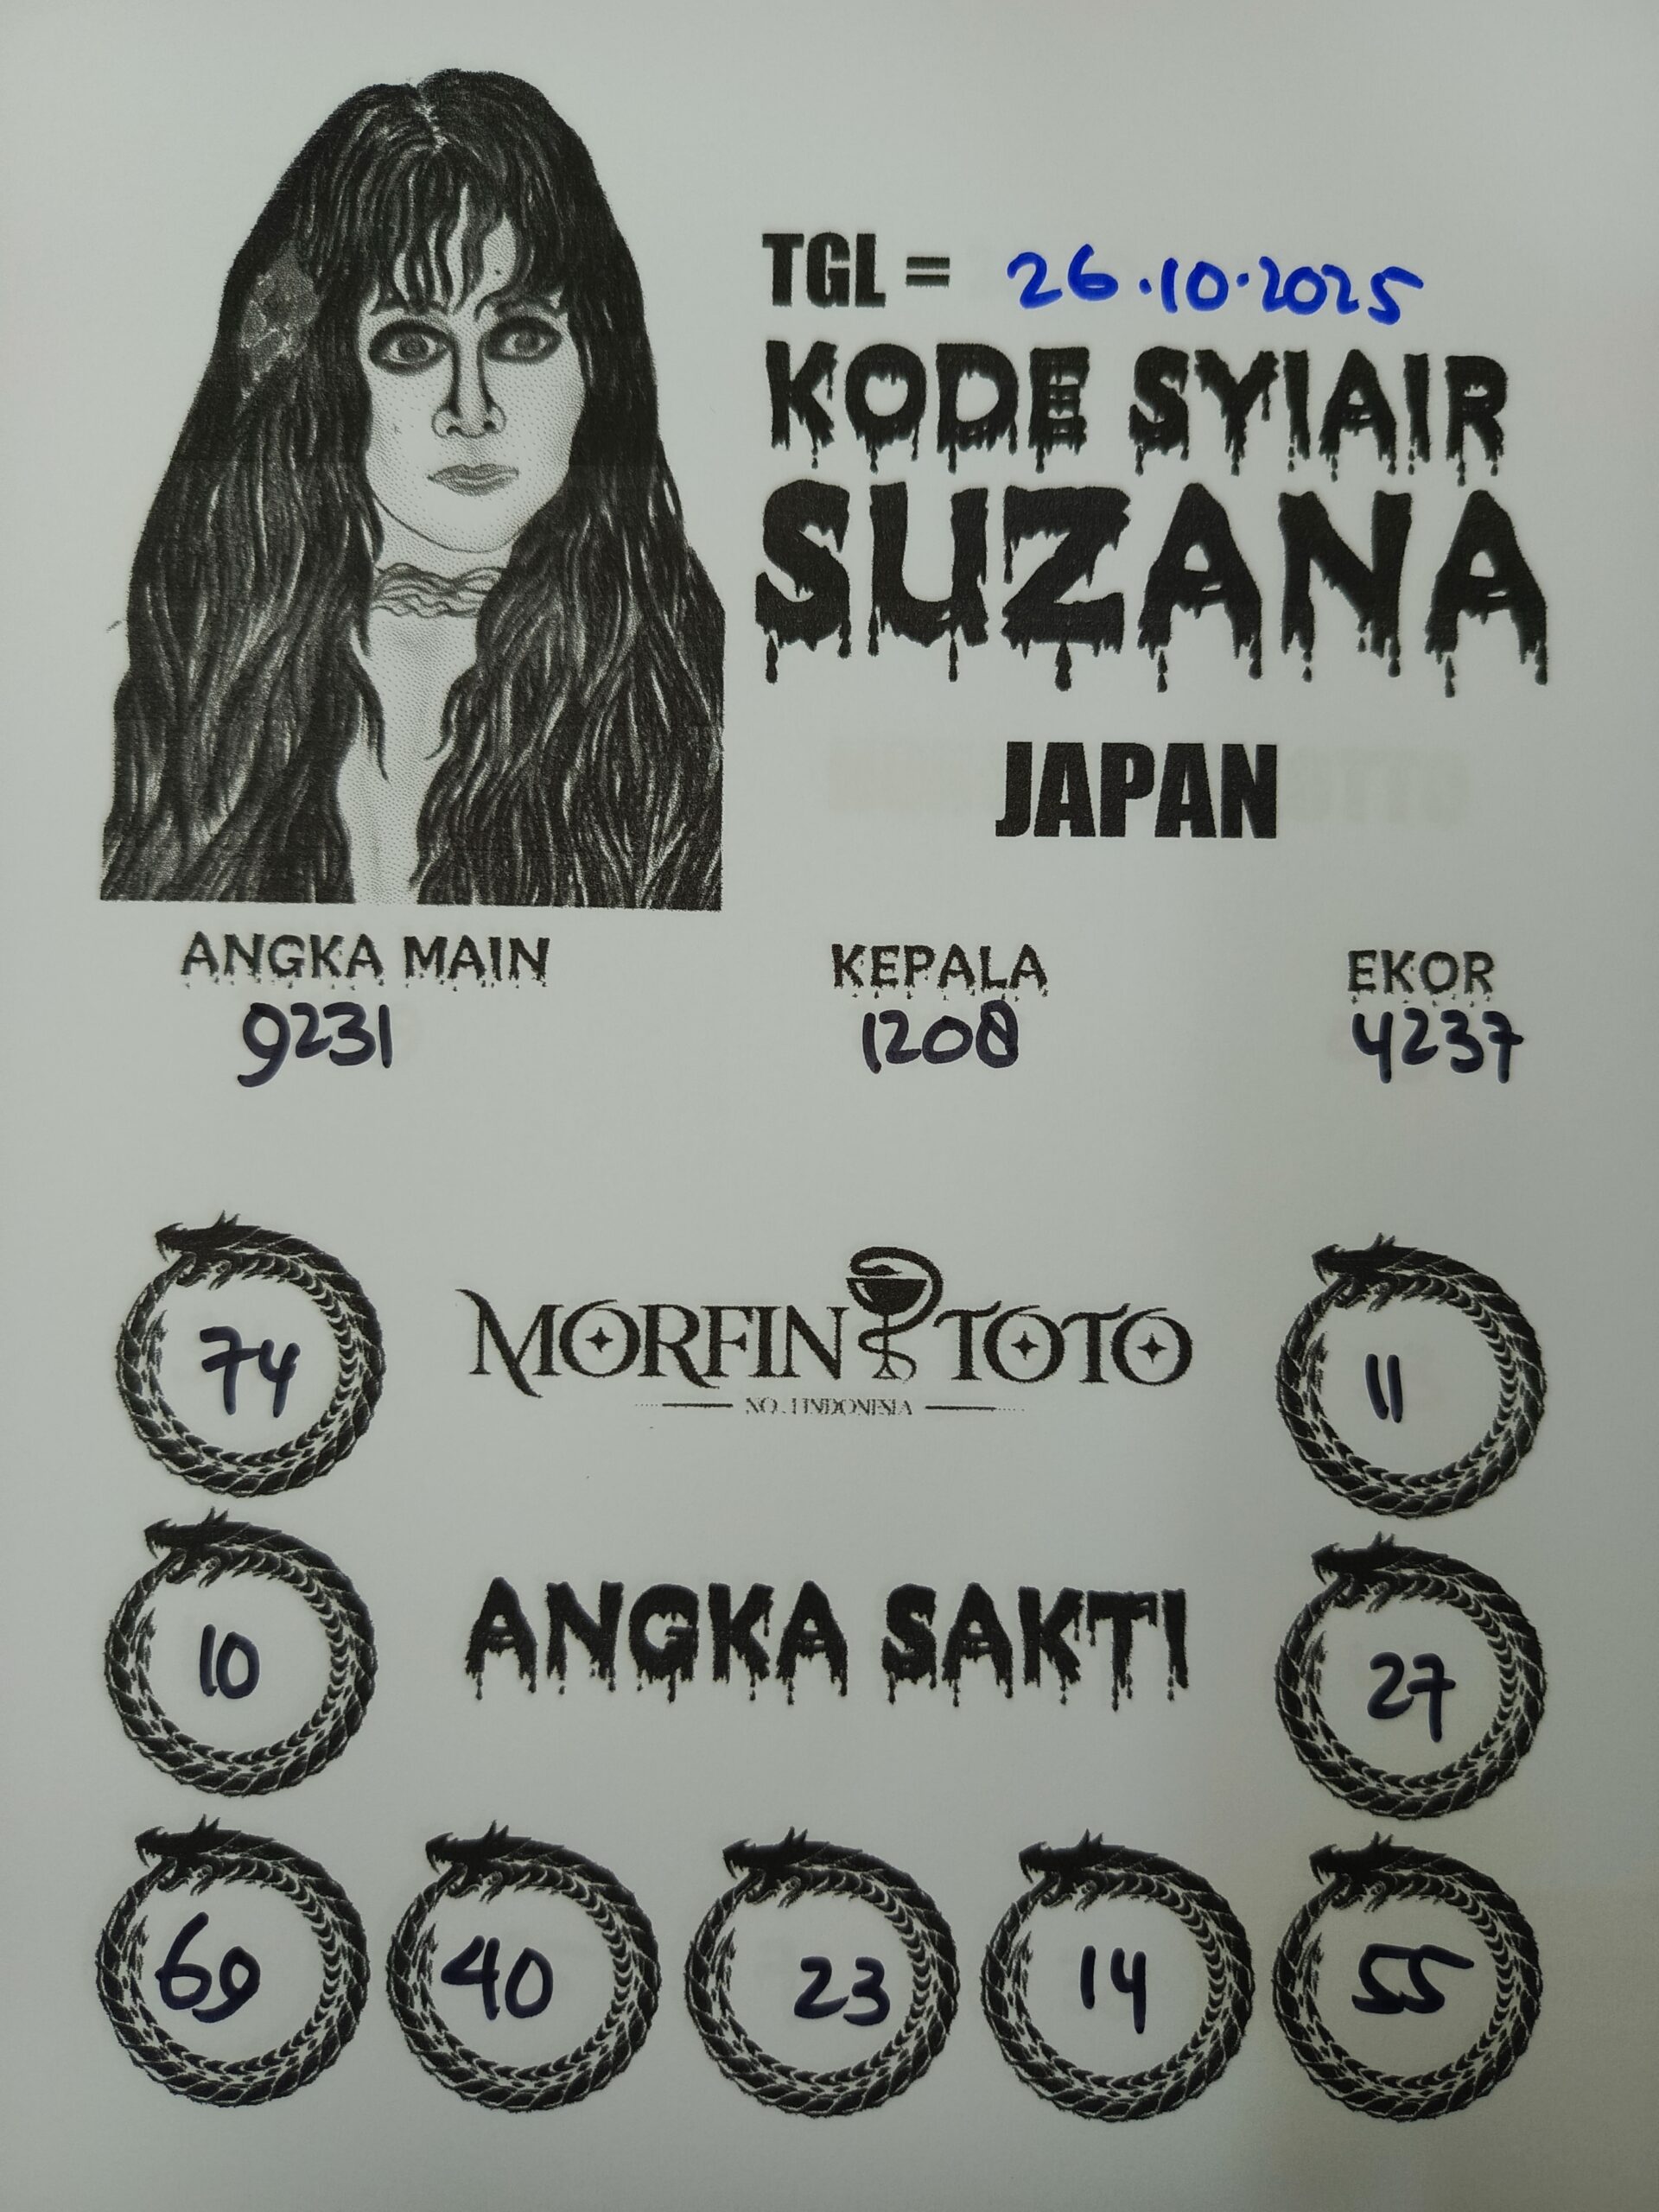 TGL = 26.10.2025
KODE SYIAIR
SUZANA
JAPAN
ANGKA MAIN
9231
KEPALA
1208
EKOR
4237
74
MORFIN TOTO
NO.1 INDONESIA
11
10
ANGKA SAKTI
27
69
40
23
14
55